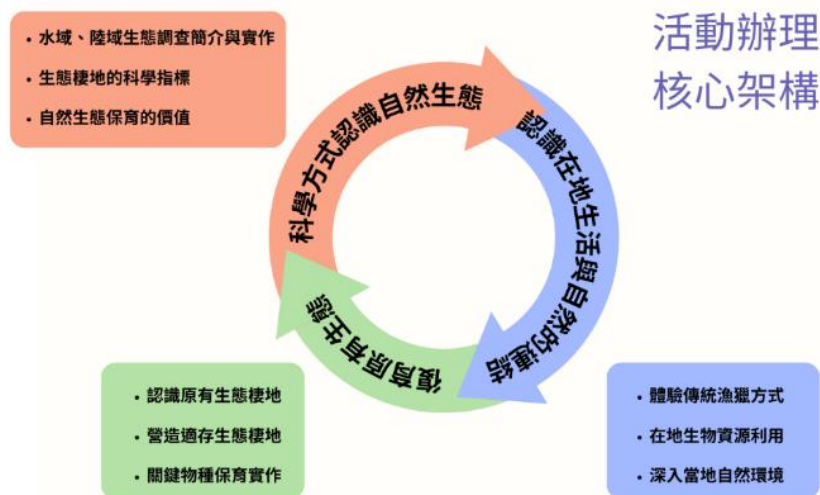 活動辦理
核心架構
• 水域、陸域生態調查簡介與實作
• 生態棲地的科學指標
• 自然生態保育的價值
科學方式認識自然生態
認識在地生活與自然的連結
復育原有生態
• 認識原有生態棲地
• 營造適存生態棲地
• 關鍵物種保育實作
• 體驗傳統漁獵方式
• 在地生物資源利用
• 深入當地自然環境